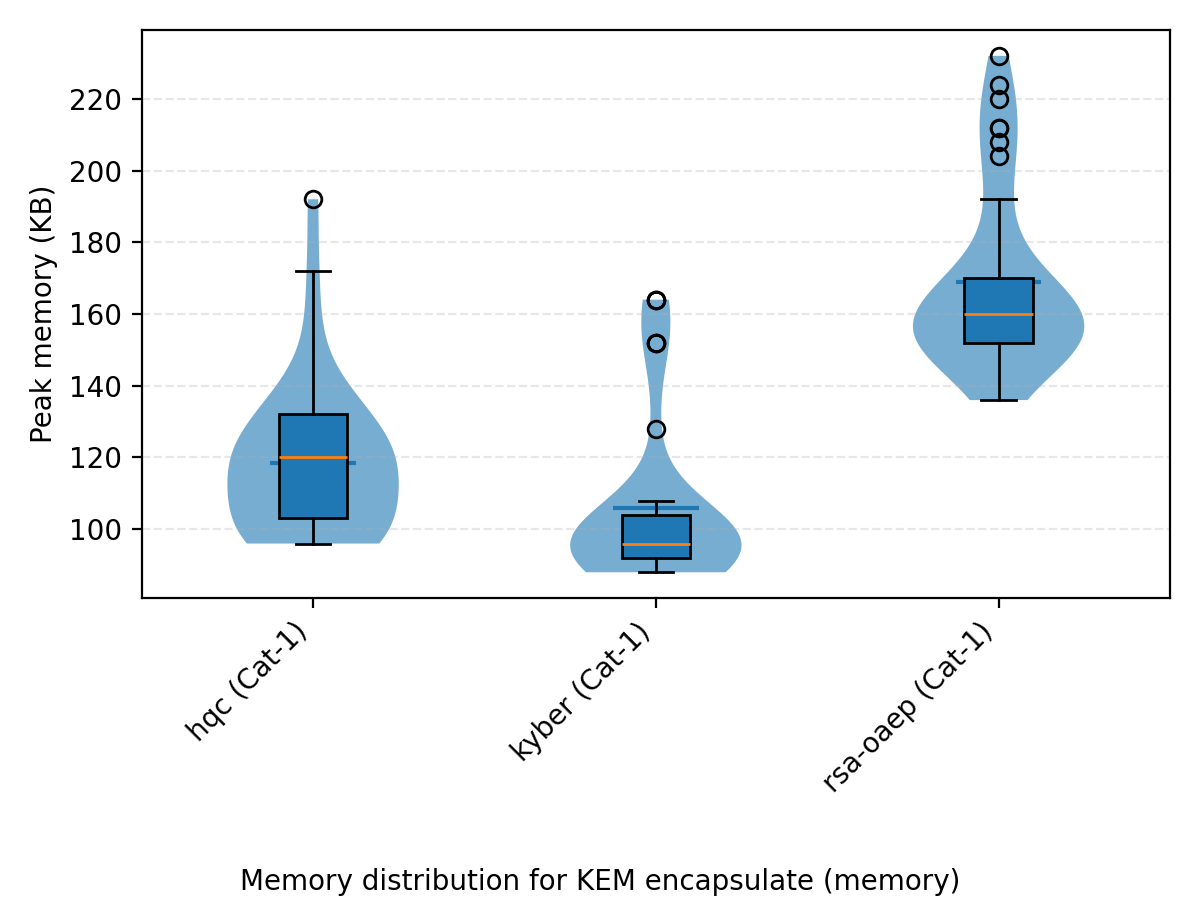 220
200
180
160
140
120
100
Peak memory (KB)
hqc (Cat-1)
kyber (Cat-1)
rsa-oaep (Cat-1)
Memory distribution for KEM encapsulate (memory)